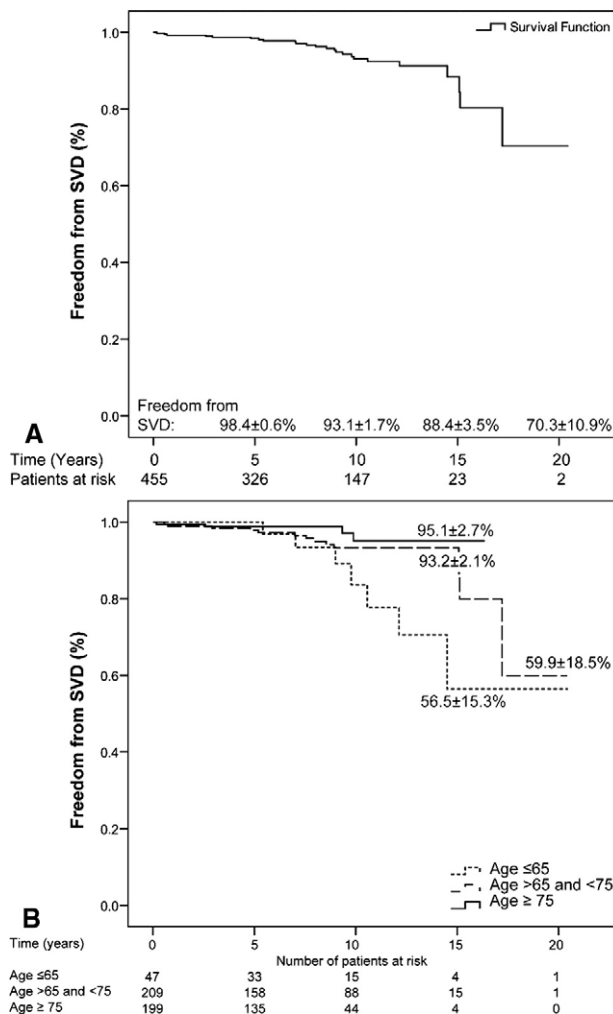 Survival Function
Freedom from SVD (%)
1.0
0.8
0.6
0.4
0.2
0.0
Freedom from
SVD: 98.4±0.6% 93.1±1.7% 88.4±3.5% 70.3±10.9%
A
0 5 10 15 20
Time (Years)
Patients at risk 455 326 147 23 2
Freedom from SVD (%)
1.0
0.8
0.6
0.4
0.2
0.0
95.1±2.7%
93.2±2.1%
59.9±18.5%
56.5±15.3%
Age ≤65
Age >65 and <75
Age ≥ 75
B
Time (years) 0 5 10 15 20
Number of patients at risk
Age ≤65 47 33 15 4 1
Age >65 and <75 209 158 88 15 1
Age ≥ 75 199 135 44 4 0